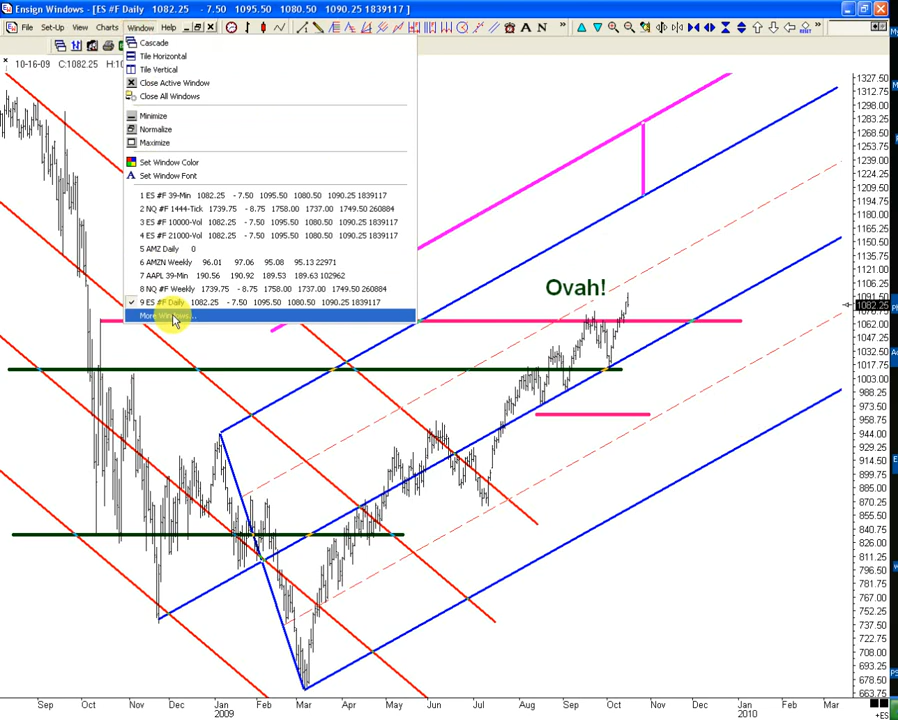 Ensign Windows - [ES #F Daily 1082.25 - 7.50 1095.50 1080.50 1090.25 1839117 ]
File Set-Up View Charts Window Help
10-16-09 C:1082.25
Cascade
Tile Horizontal
Tile Vertical
Close Active Window
Close All Windows
Minimize
Normalize
Maximize
Set Window Color
A Set Window Font
1 ES #F 39-Min 1082.25 - 7.50 1095.50 1080.50 1090.25 1839117
2 NQ #F 1444-Tick 1739.75 - 8.75 1758.00 1737.00 1749.50 260884
3 ES #F 10000-Vol 1082.25 - 7.50 1095.50 1080.50 1090.25 1839117
4 ES #F 21000-Vol 1082.25 - 7.50 1095.50 1080.50 1090.25 1839117
5 AMZ Daily 0
6 AMZN Weekly 96.01 97.06 95.08 95.13 22971
7 AAPL 39-Min 190.56 190.92 189.53 189.63 102962
8 NQ #F Weekly 1739.75 - 8.75 1758.00 1737.00 1749.50 260884
9 ES #F Daily 1082.25 - 7.50 1095.50 1080.50 1090.25 1839117
More Windows...
Ovah!
1327.50
1312.75
1298.00
1283.25
1268.50
1253.75
1239.00
1224.25
1209.50
1194.75
1180.00
1165.25
1150.50
1135.75
1121.00
1106.25
1091.50
1082.25
1076.75
1062.00
1047.25
1032.50
1017.75
1003.00
988.25
973.50
958.75
944.00
929.25
914.50
899.75
885.00
870.25
855.50
840.75
826.00
811.25
796.50
781.75
767.00
752.25
737.50
722.75
708.00
693.25
678.50
663.75
Sep Oct Nov Dec Jan Feb Mar Apr May Jun Jul Aug Sep Oct Nov Dec Jan Feb Mar
2009 2010
+ES